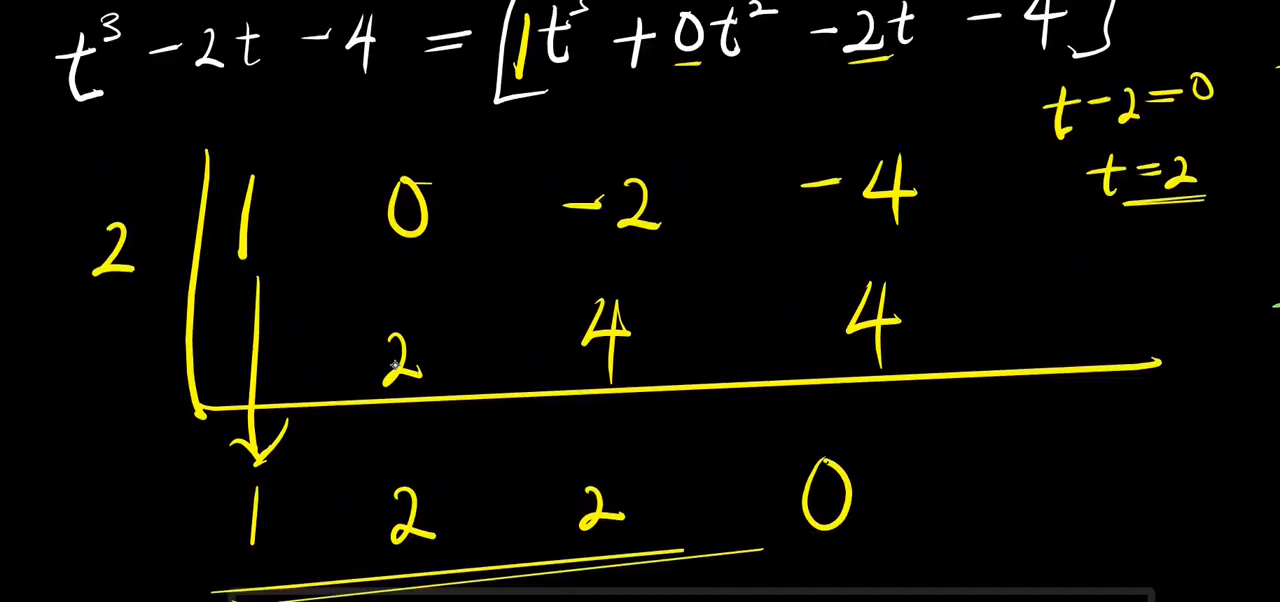 t³ - 2t - 4 = [1t³ + 0t² - 2t - 4]
t - 2 = 0
t = 2
2 | 1 0 -2 -4
2 4 4
1 2 2 0